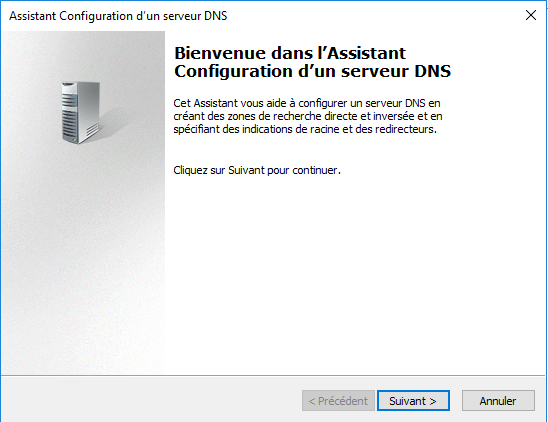 Assistant Configuration d'un serveur DNS
Bienvenue dans l'Assistant
Configuration d'un serveur DNS
Cet Assistant vous aide à configurer un serveur DNS en
créant des zones de recherche directe et inversée et en
spécifiant des indications de racine et des redirecteurs.
Cliquez sur Suivant pour continuer.
< Précédent
Suivant >
Annuler